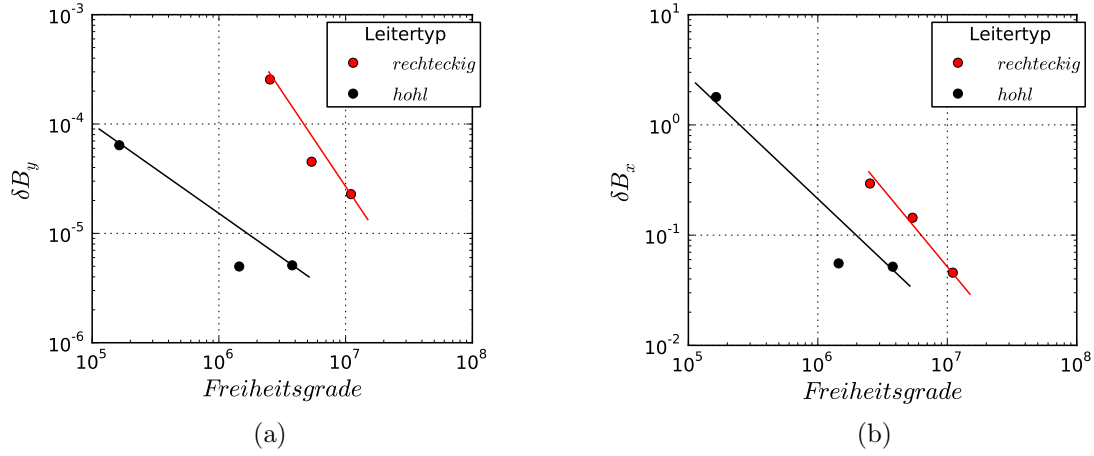 10^-3
10^-4
10^-5
10^-6
δB_y
10^5
10^6
10^7
10^8
Freiheitsgrade
Leitertyp
rechteckig
hohl
(a)
10^1
10^0
10^-1
10^-2
δB_x
10^5
10^6
10^7
10^8
Freiheitsgrade
Leitertyp
rechteckig
hohl
(b)